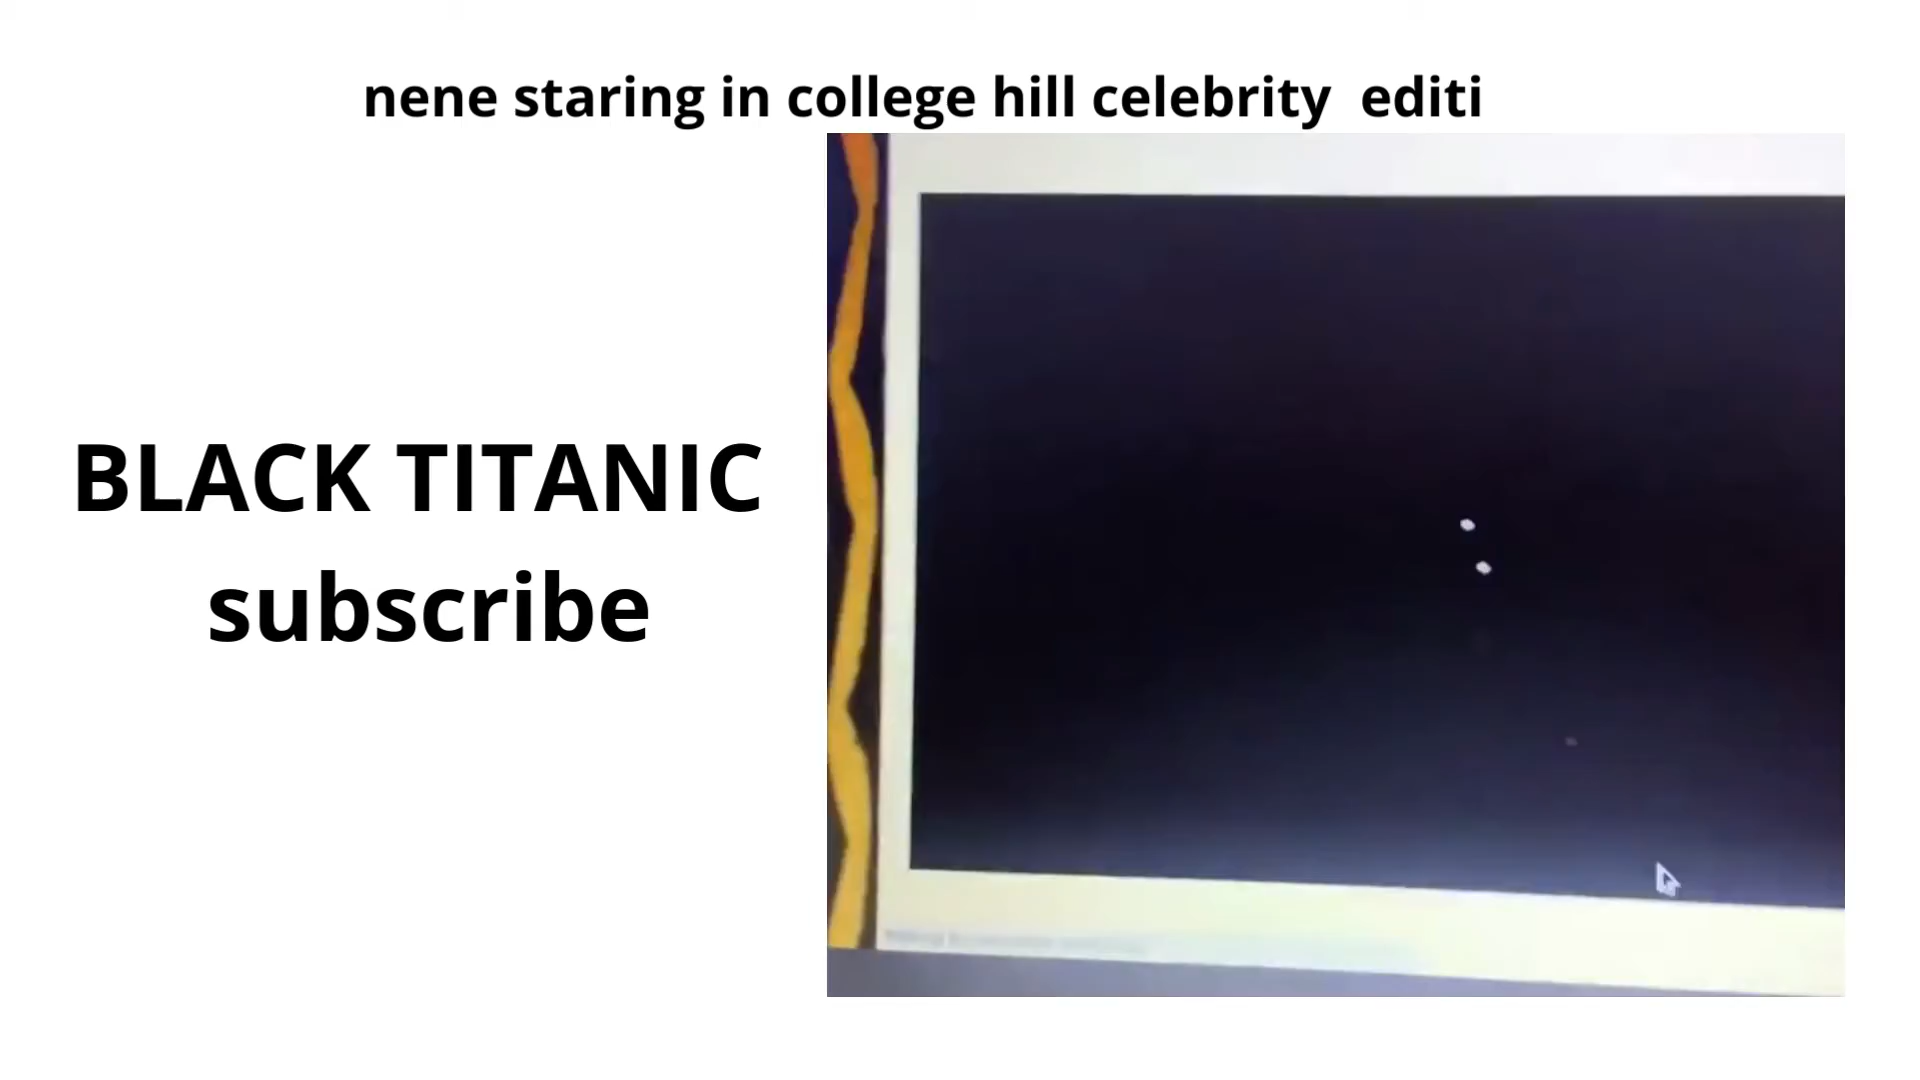 nene staring in college hill celebrity  editi
BLACK TITANIC
subscribe